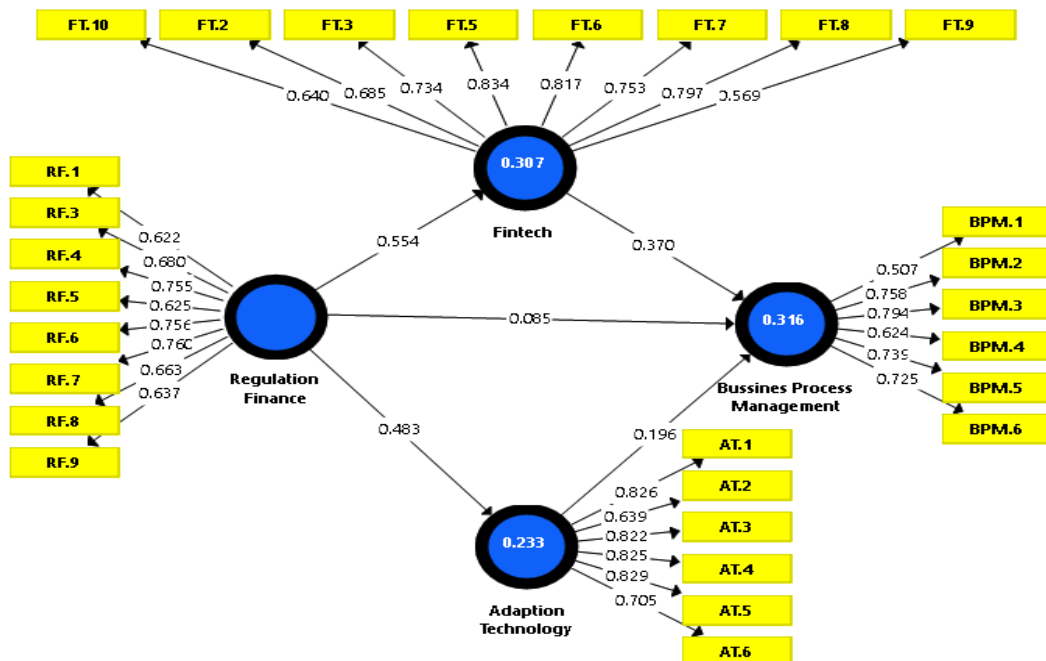 FT.10 FT.2 FT.3 FT.5 FT.6 FT.7 FT.8 FT.9
0.640 0.685 0.734 0.834 0.817 0.753 0.797 0.569
0.307
Fintech
RF.1
RF.3
RF.4
RF.5
RF.6
RF.7
RF.8
RF.9
0.622
0.680
0.755
0.625
0.756
0.760
0.663
0.637
Regulation
Finance
0.554
0.370
0.085
0.483
0.196
0.316
Bussines Process
Management
0.507
0.758
0.794
0.624
0.739
0.725
BPM.1
BPM.2
BPM.3
BPM.4
BPM.5
BPM.6
0.233
Adaption
Technology
0.826
0.639
0.822
0.825
0.829
0.705
AT.1
AT.2
AT.3
AT.4
AT.5
AT.6